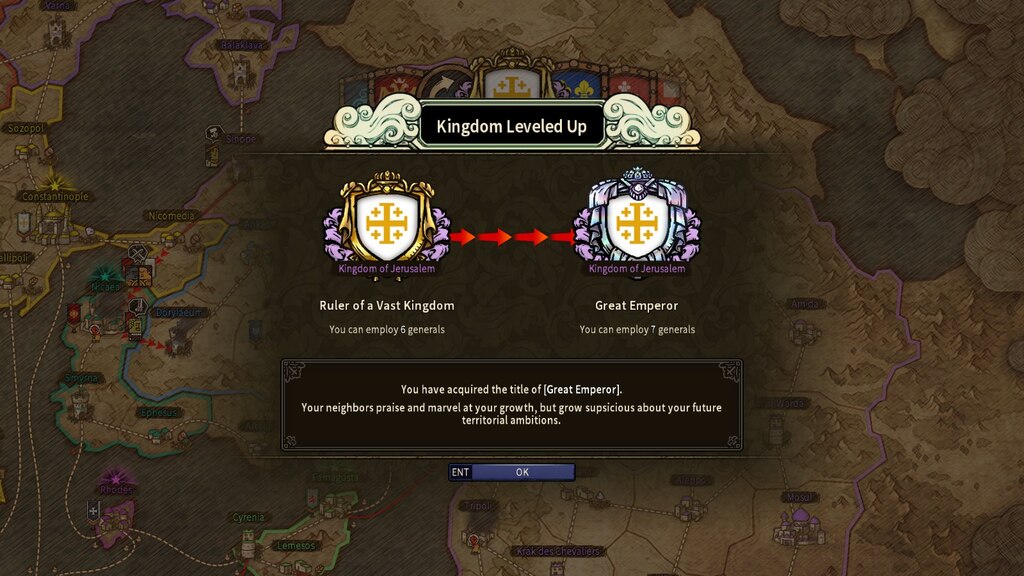 Varna
Balaklava
Kingdom Leveled Up
Sozopol
Sinope
Constantinople
Nicomedia
Kingdom of Jerusalem
Kingdom of Jerusalem
Nicaea
Ruler of a Vast Kingdom
Great Emperor
Amida
Dorylaeum
You can employ 6 generals
You can employ 7 generals
Smyrna
You have acquired the title of [Great Emperor].
Your neighbors praise and marvel at your growth, but grow supsicious about your future
territorial ambitions.
Ephesus
ENT OK
Famagusta
Aleppo
Rhodes
Mosul
Tripoli
Cyrenia
Lemesos
Krak des Chevaliers